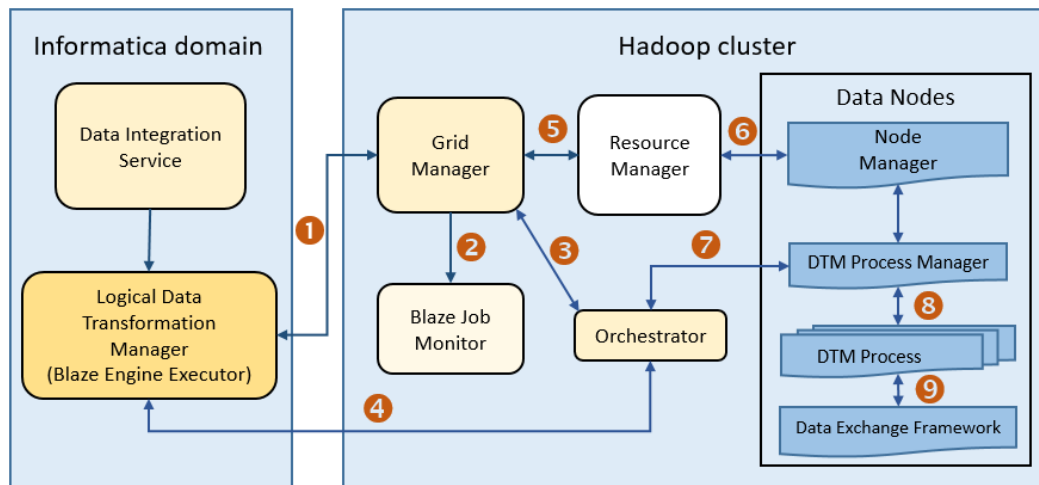 Informatica domain
Data Integration
Service
Logical Data
Transformation
Manager
(Blaze Engine Executor)
1
Hadoop cluster
Grid
Manager
5
Resource
Manager
6
2
3
Blaze Job
Monitor
Orchestrator
4
7
Data Nodes
Node
Manager
DTM Process Manager
8
DTM Process
9
Data Exchange Framework